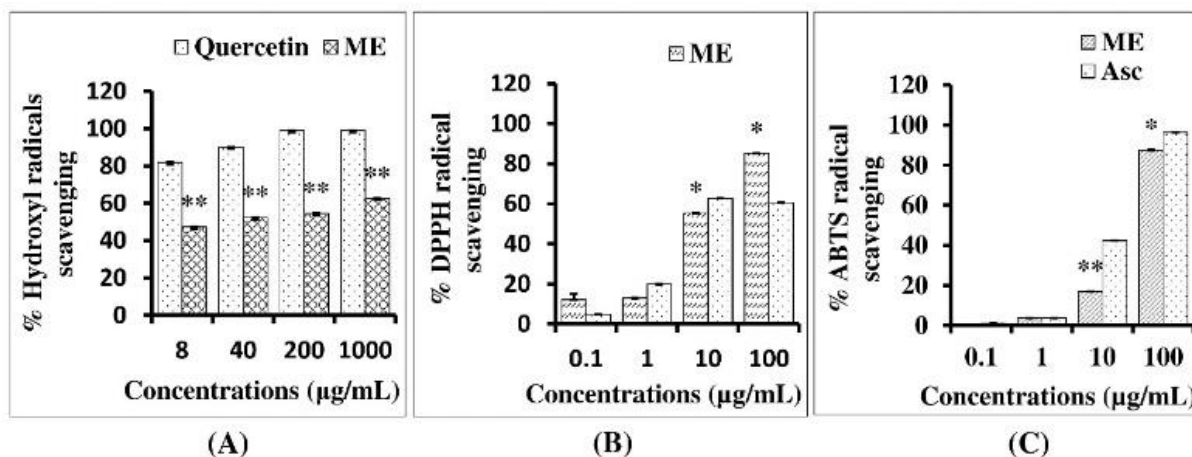 Quercetin ME
% Hydroxyl radicals
scavenging
120
100
80
60
40
20
0
**
**
**
**
8 40 200 1000
Concentrations (µg/mL)
(A)
ME
% DPPH radical
scavenging
120
100
80
60
40
20
0
*
*
0.1 1 10 100
Concentrations (µg/mL)
(B)
ME
Asc
% ABTS radical
scavenging
120
100
80
60
40
20
0
**
*
0.1 1 10 100
Concentrations (µg/mL)
(C)